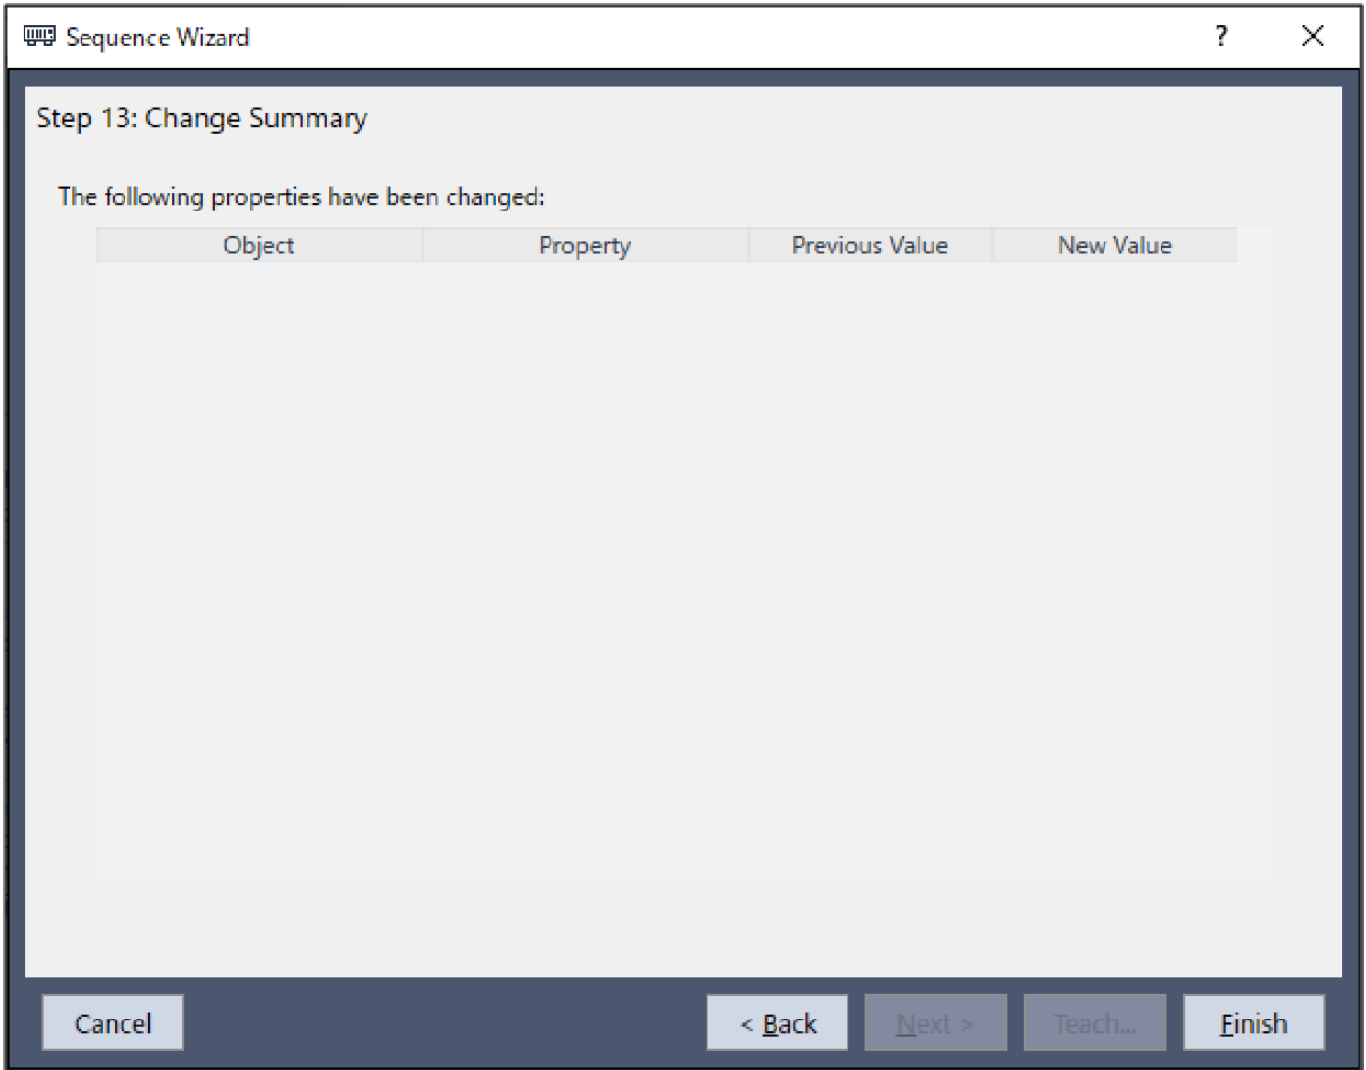 Sequence Wizard ?
Step 13: Change Summary
The following properties have been changed:
Object Property Previous Value New Value
Cancel < Back Next > Teach... Finish